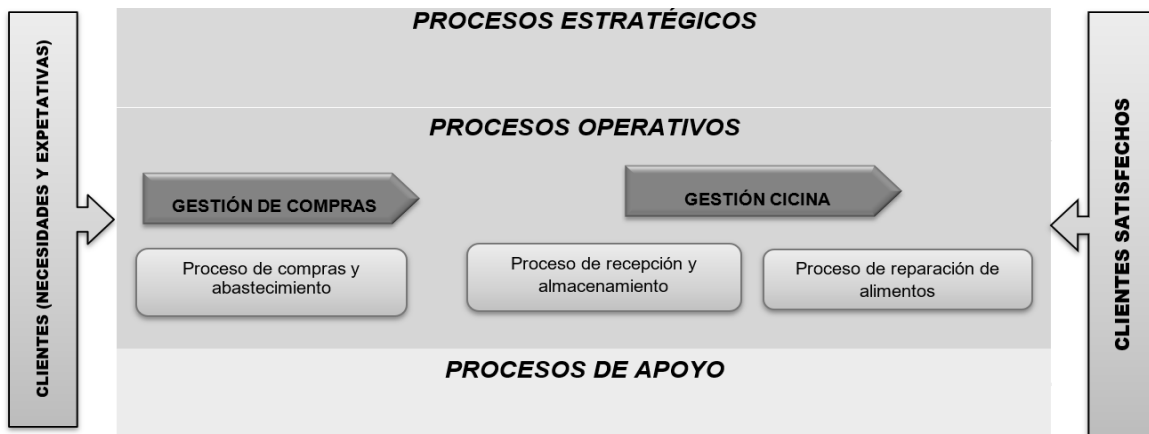 CLIENTES (NECESIDADES Y EXPETATIVAS)
PROCESOS ESTRATÉGICOS
PROCESOS OPERATIVOS
GESTIÓN DE COMPRAS
GESTIÓN CICINA
Proceso de compras y
abastecimiento
Proceso de recepción y
almacenamiento
Proceso de reparación de
alimentos
PROCESOS DE APOYO
CLIENTES SATISFECHOS